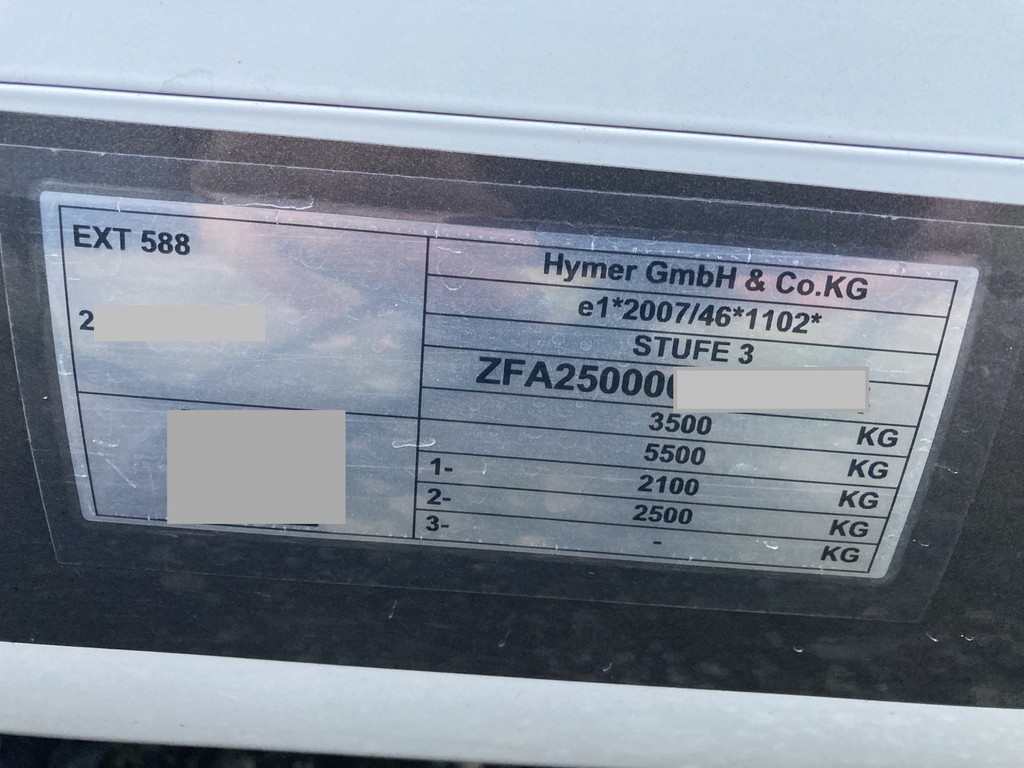 EXT 588
2
Hymer GmbH & Co.KG
e1*2007/46*1102*
STUFE 3
ZFA25000
3500 KG
5500 KG
1- 2100 KG
2- 2500 KG
3- - KG